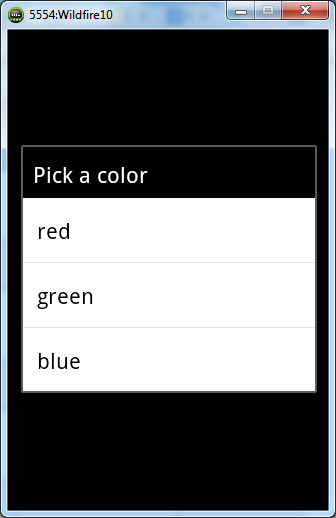 5554:Wildfire10
Pick a color
red
green
blue